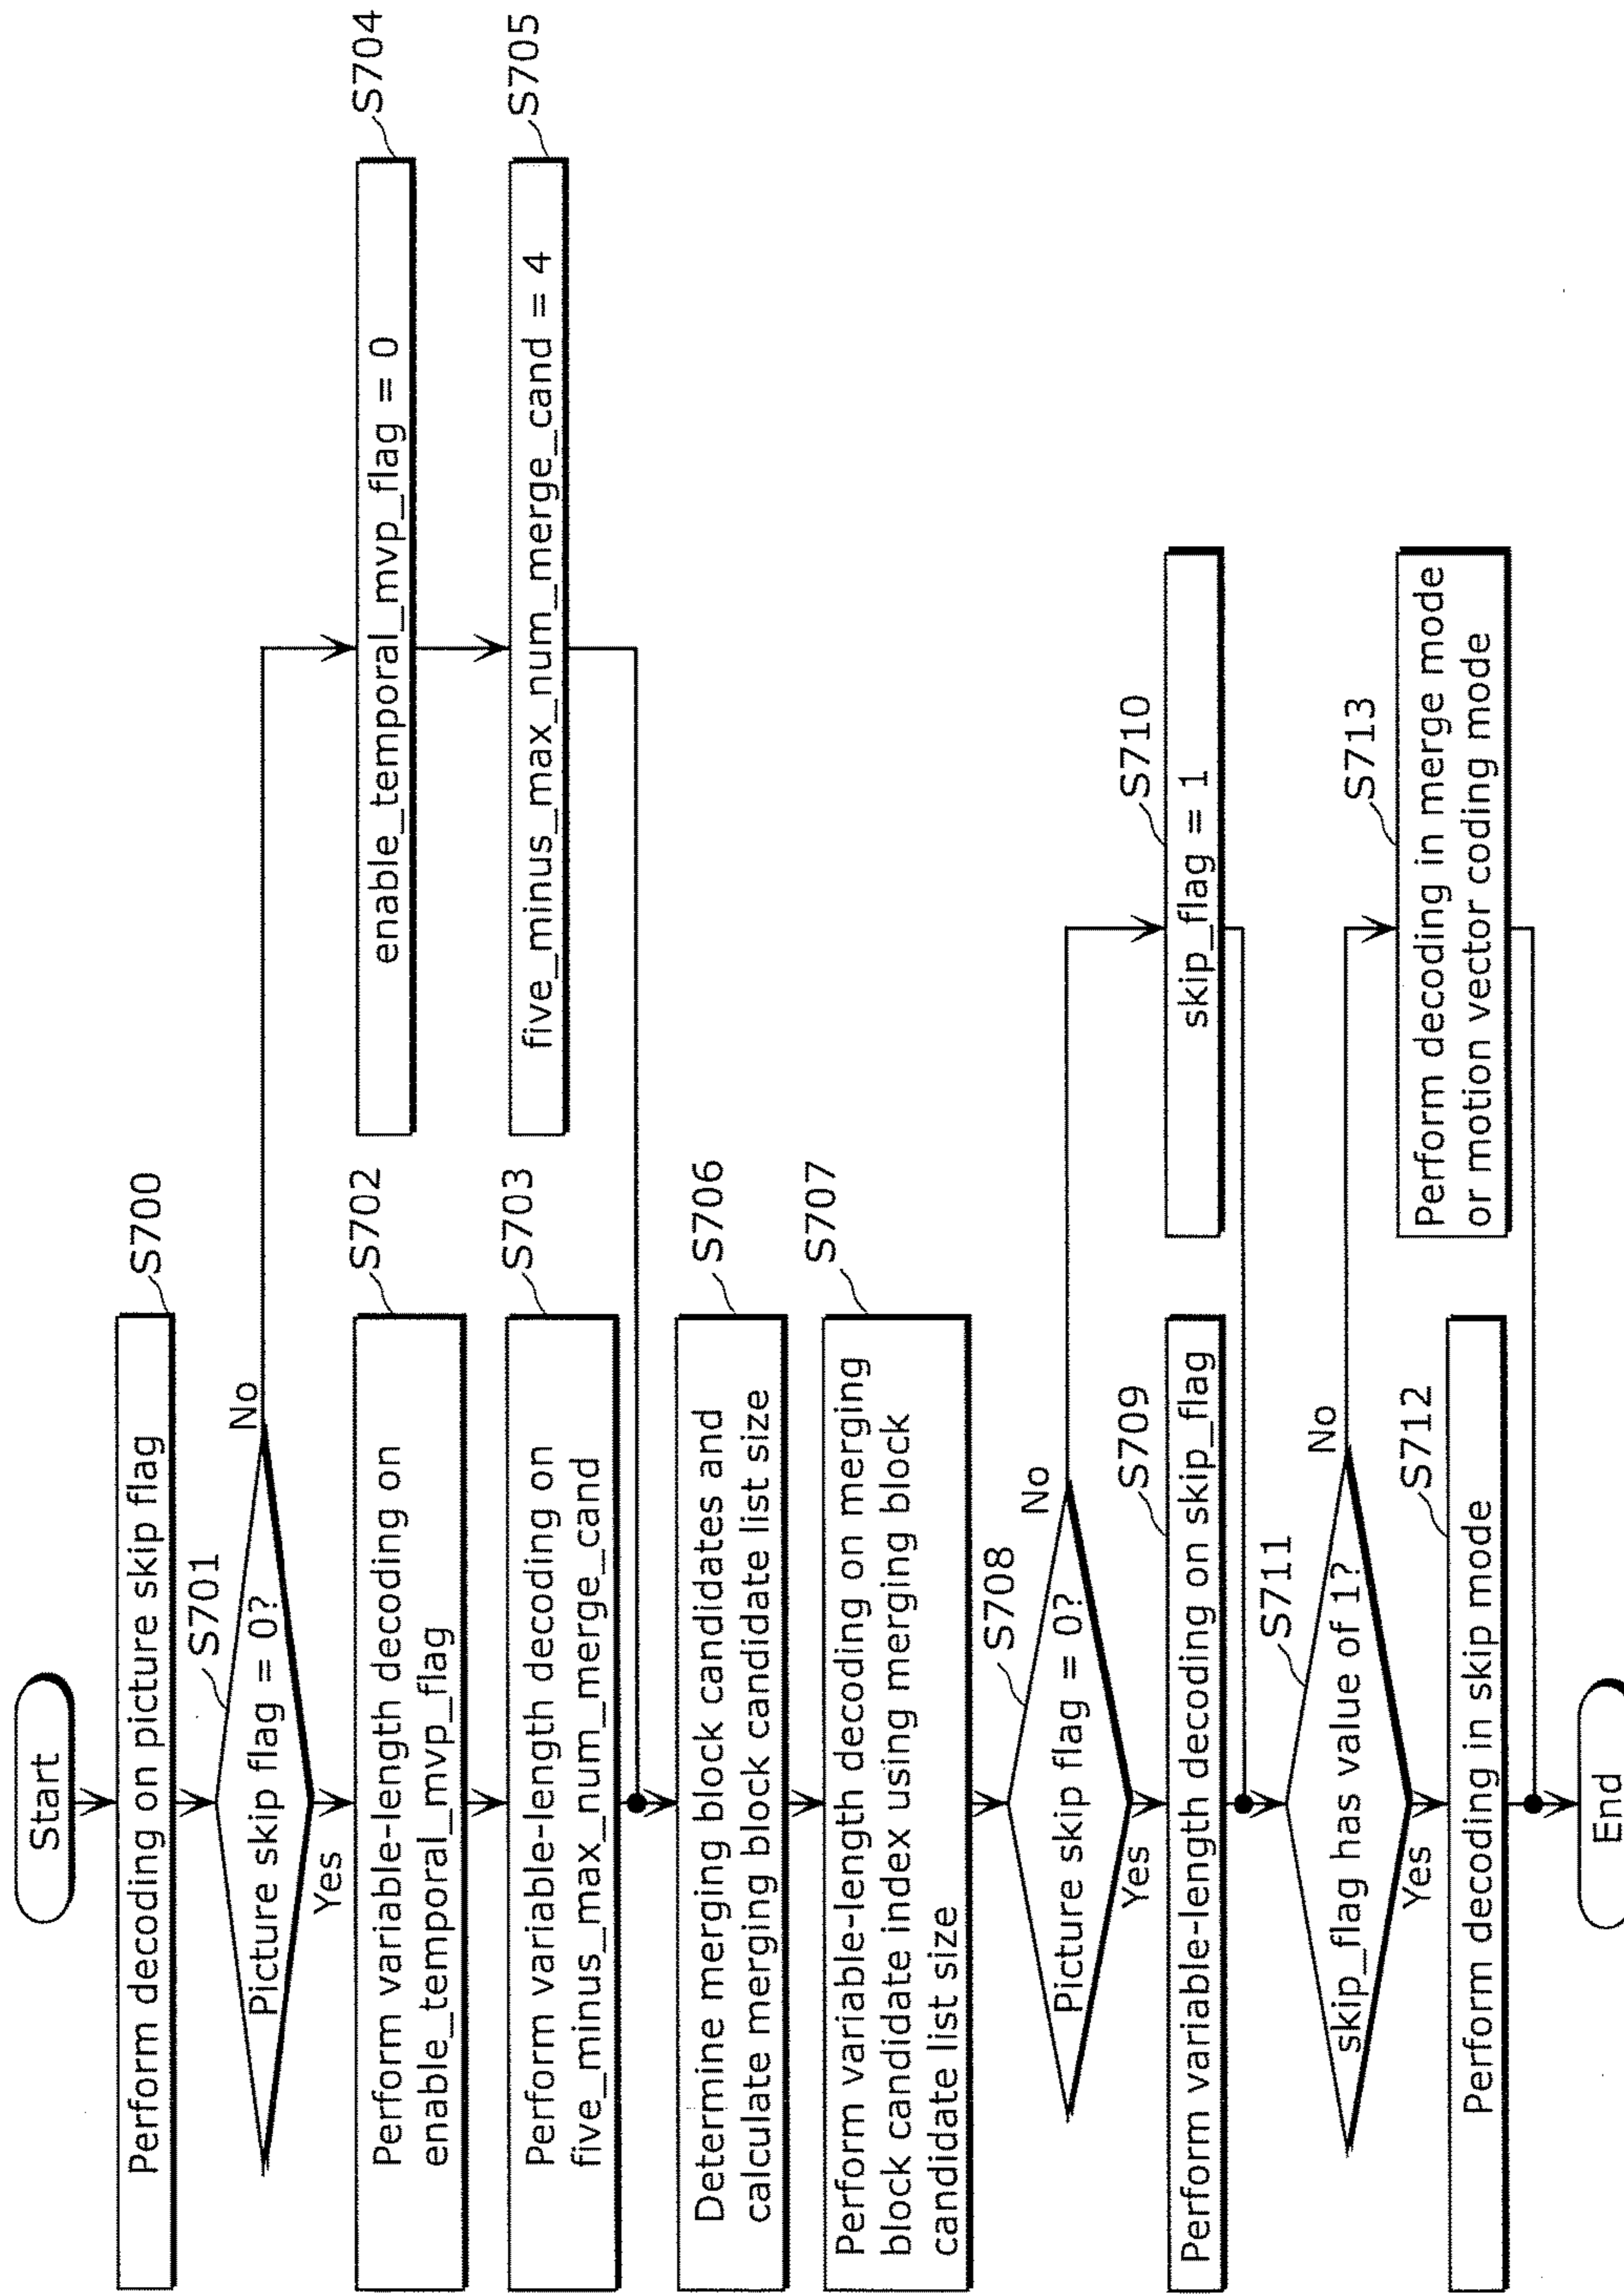 Start
Perform decoding on picture skip flag
S700
Picture skip flag = 0?
S701
No
Yes
Perform variable-length decoding on
enable_temporal_mvp_flag
S702
enable_temporal_mvp_flag = 0
S704
Perform variable-length decoding on
five_minus_max_num_merge_cand
S703
five_minus_max_num_merge_cand = 4
S705
Determine merging block candidates and
calculate merging block candidate list size
S706
Perform variable-length decoding on merging
block candidate index using merging block
candidate list size
S707
Picture skip flag = 0?
S708
No
Yes
Perform variable-length decoding on skip_flag
S709
skip_flag = 1
S710
skip_flag has value of 1?
S711
No
Yes
Perform decoding in skip mode
S712
Perform decoding in merge mode
or motion vector coding mode
S713
End